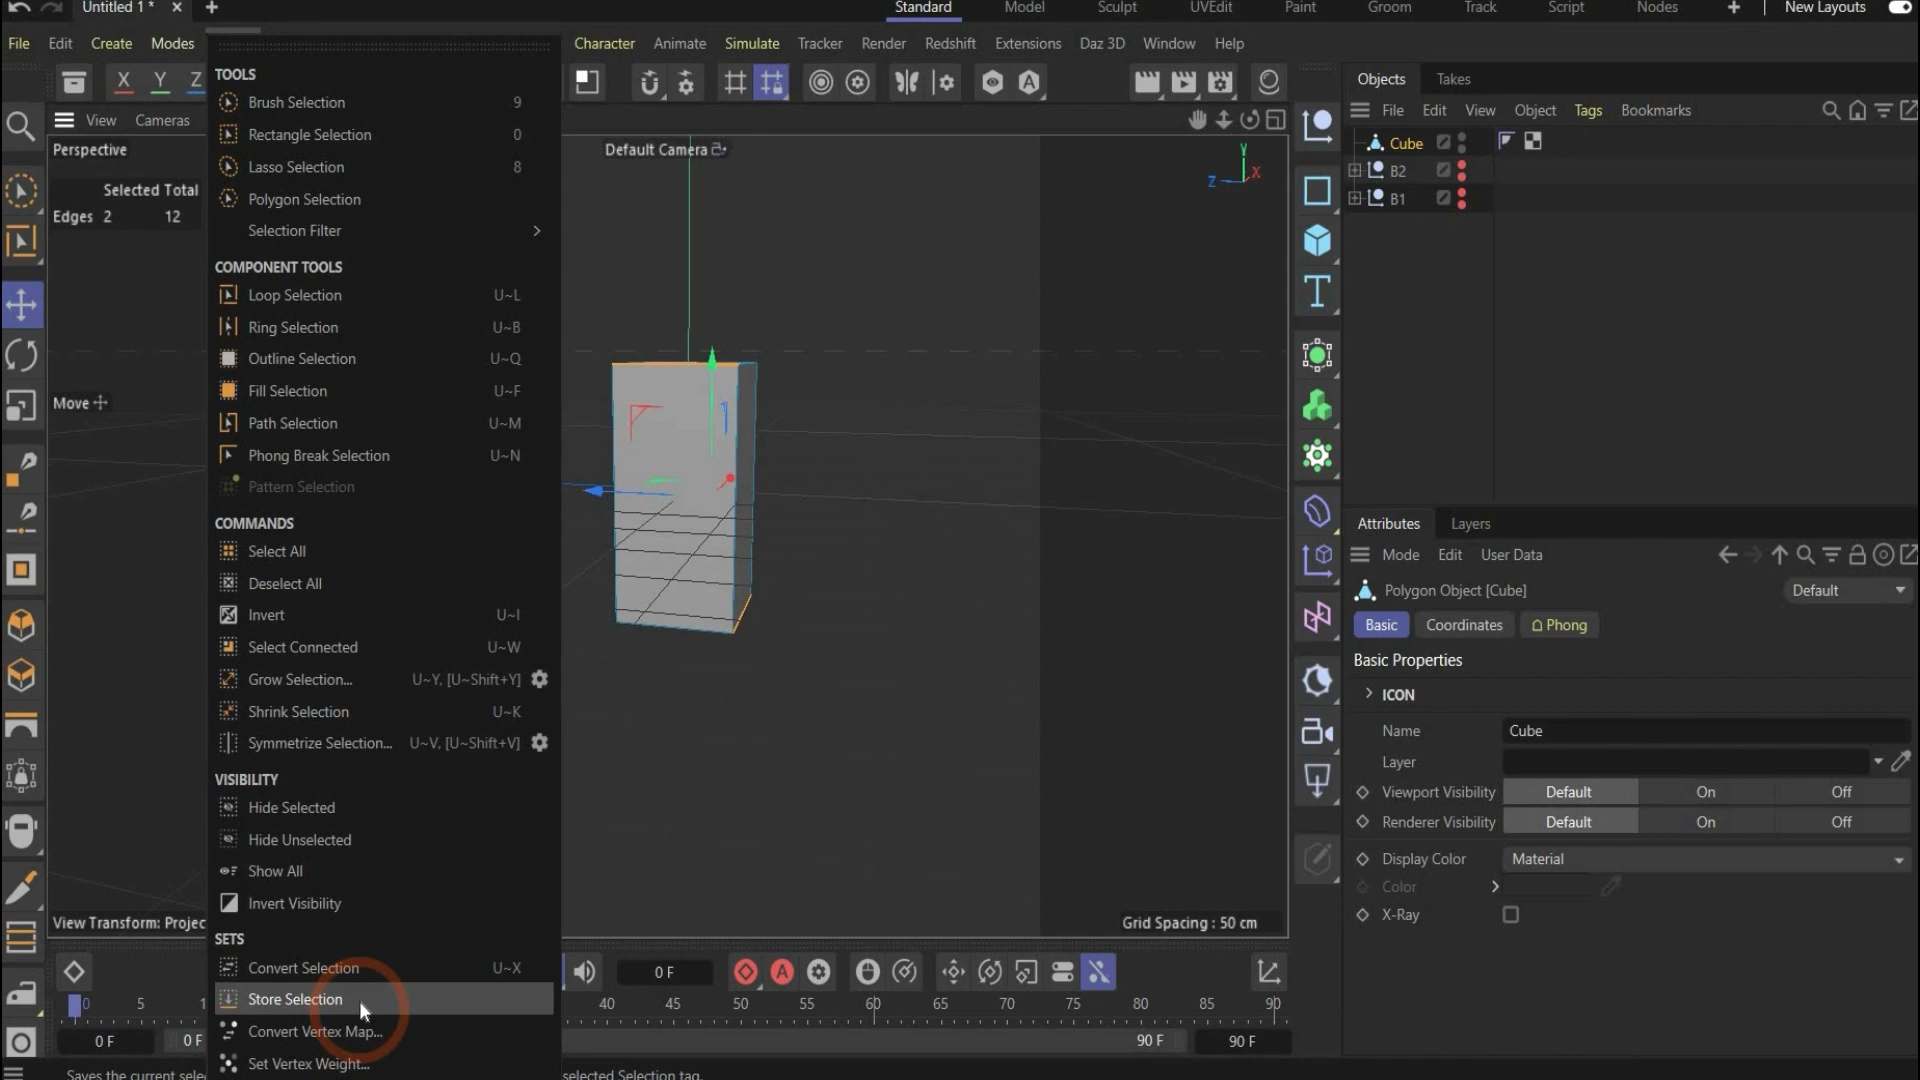 Untitled 1 *
Standard Model Sculpt UVEdit Paint Groom Track Script Nodes New Layouts
File Edit Create Modes Character Animate Simulate Tracker Render Redshift Extensions Daz 3D Window Help
X Y Z
View Cameras
Perspective
Default Camera
Selected Total
Edges 2 12
Move
Y
X
Z
View Transform: Projec
Grid Spacing : 50 cm
TOOLS
Brush Selection 9
Rectangle Selection 0
Lasso Selection 8
Polygon Selection
Selection Filter
COMPONENT TOOLS
Loop Selection U~L
Ring Selection U~B
Outline Selection U~Q
Fill Selection U~F
Path Selection U~M
Phong Break Selection U~N
Pattern Selection
COMMANDS
Select All
Deselect All
Invert U~I
Select Connected U~W
Grow Selection... U~Y, [U~Shift+Y]
Shrink Selection U~K
Symmetrize Selection... U~V, [U~Shift+V]
VISIBILITY
Hide Selected
Hide Unselected
Show All
Invert Visibility
SETS
Convert Selection U~X
Store Selection
Convert Vertex Map...
Set Vertex Weight...
Objects Takes
File Edit View Object Tags Bookmarks
Cube
B2
B1
Attributes Layers
Mode Edit User Data
Polygon Object [Cube] Default
Basic Coordinates Phong
Basic Properties
ICON
Name Cube
Layer
Viewport Visibility Default On Off
Renderer Visibility Default On Off
Display Color Material
Color
X-Ray
0 F
0 5 1 40 45 50 55 60 65 70 75 80 85 90
0 F 0 F 90 F 90 F
Saves the current sele selected Selection tag.